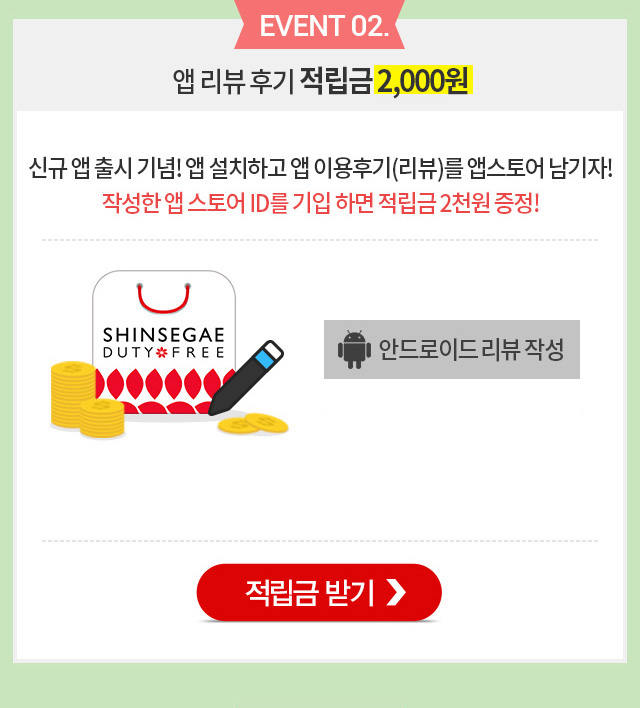 EVENT 02.
앱 리뷰 후기 적립금 2,000원
신규 앱 출시 기념! 앱 설치하고 앱 이용후기(리뷰)를 앱스토어 남기자!
작성한 앱 스토어 ID를 기입 하면 적립금 2천원 증정!
SHINSEGAE
DUTY FREE
안드로이드 리뷰 작성
적립금 받기